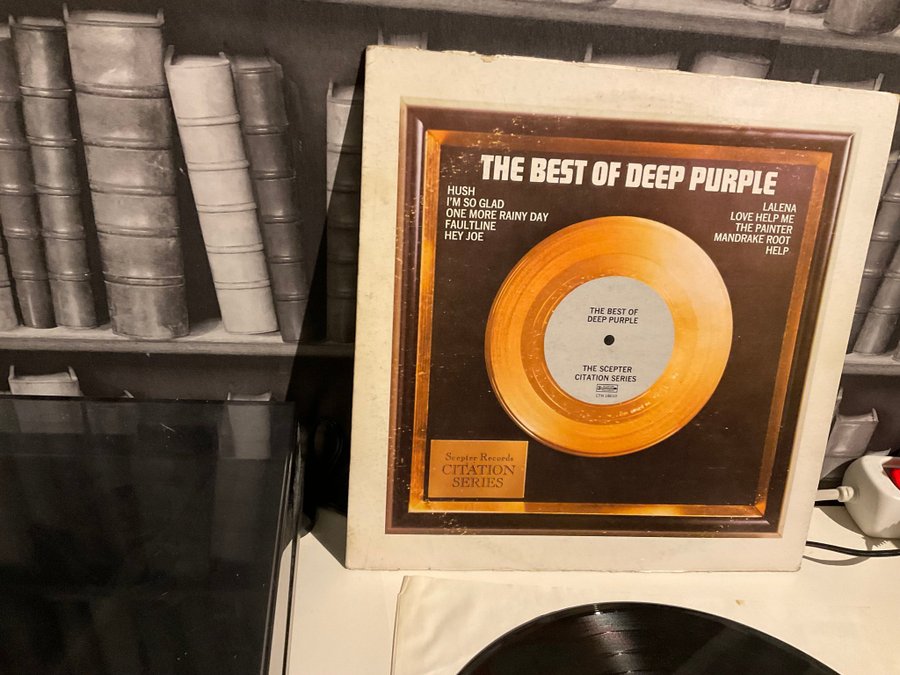 THE BEST OF DEEP PURPLE
HUSH
I'M SO GLAD
ONE MORE RAINY DAY
FAULTLINE
HEY JOE
LALENA
LOVE HELP ME
THE PAINTER
MANDRAKE ROOT
HELP
THE BEST OF
DEEP PURPLE
THE SCEPTER
CITATION SERIES
Scepter Records
CITATION
SERIES